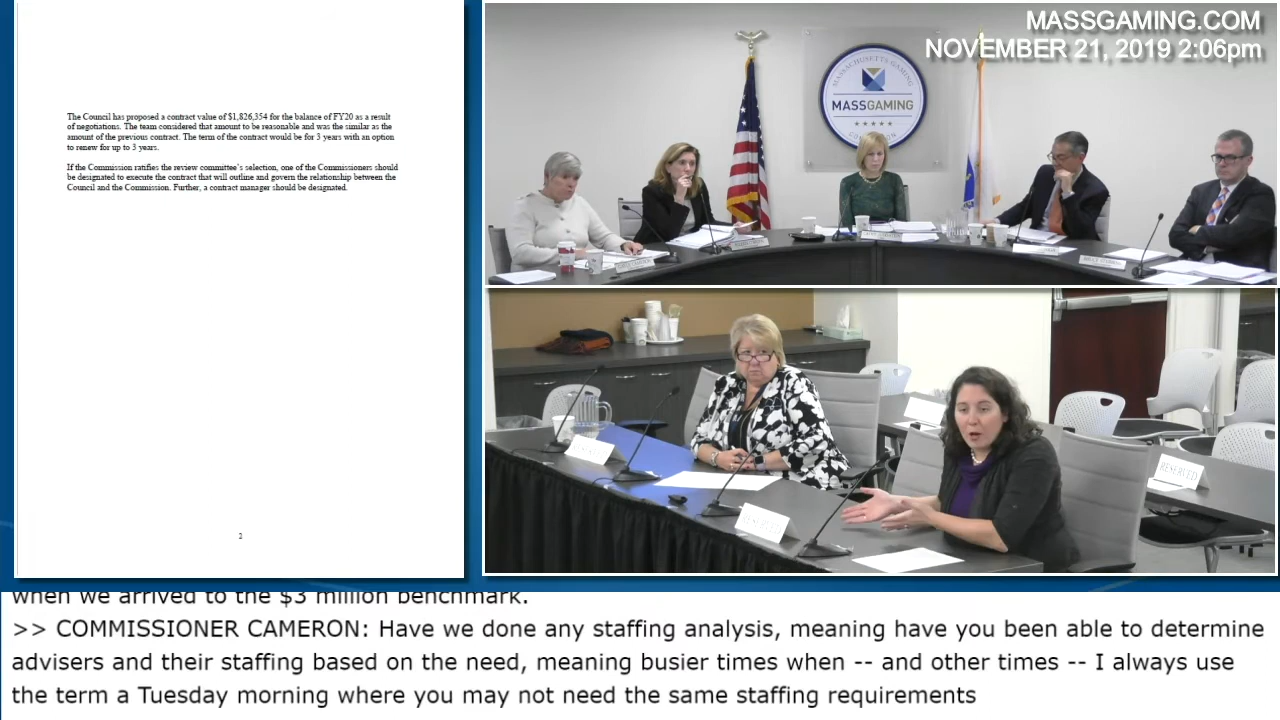 The Council has proposed a contract value of $1,826,354 for the balance of FY20 as a result
of negotiations. The team considered that amount to be reasonable and was the similar as the
amount of the previous contract. The term of the contract would be for 3 years with an option
to renew for up to 3 years.
If the Commission ratifies the review committee's selection, one of the Commissioners should
be designated to execute the contract that will outline and govern the relationship between the
Council and the Commission. Further, a contract manager should be designated.
2
MASSGAMING.COM
NOVEMBER 21, 2019 2:06pm
MASSACHUSETTS GAMING
MASSGAMING
RESERVED
when we arrived to the $3 million benchmark.
>> COMMISSIONER CAMERON: Have we done any staffing analysis, meaning have you been able to determine
advisers and their staffing based on the need, meaning busier times when -- and other times -- I always use
the term a Tuesday morning where you may not need the same staffing requirements